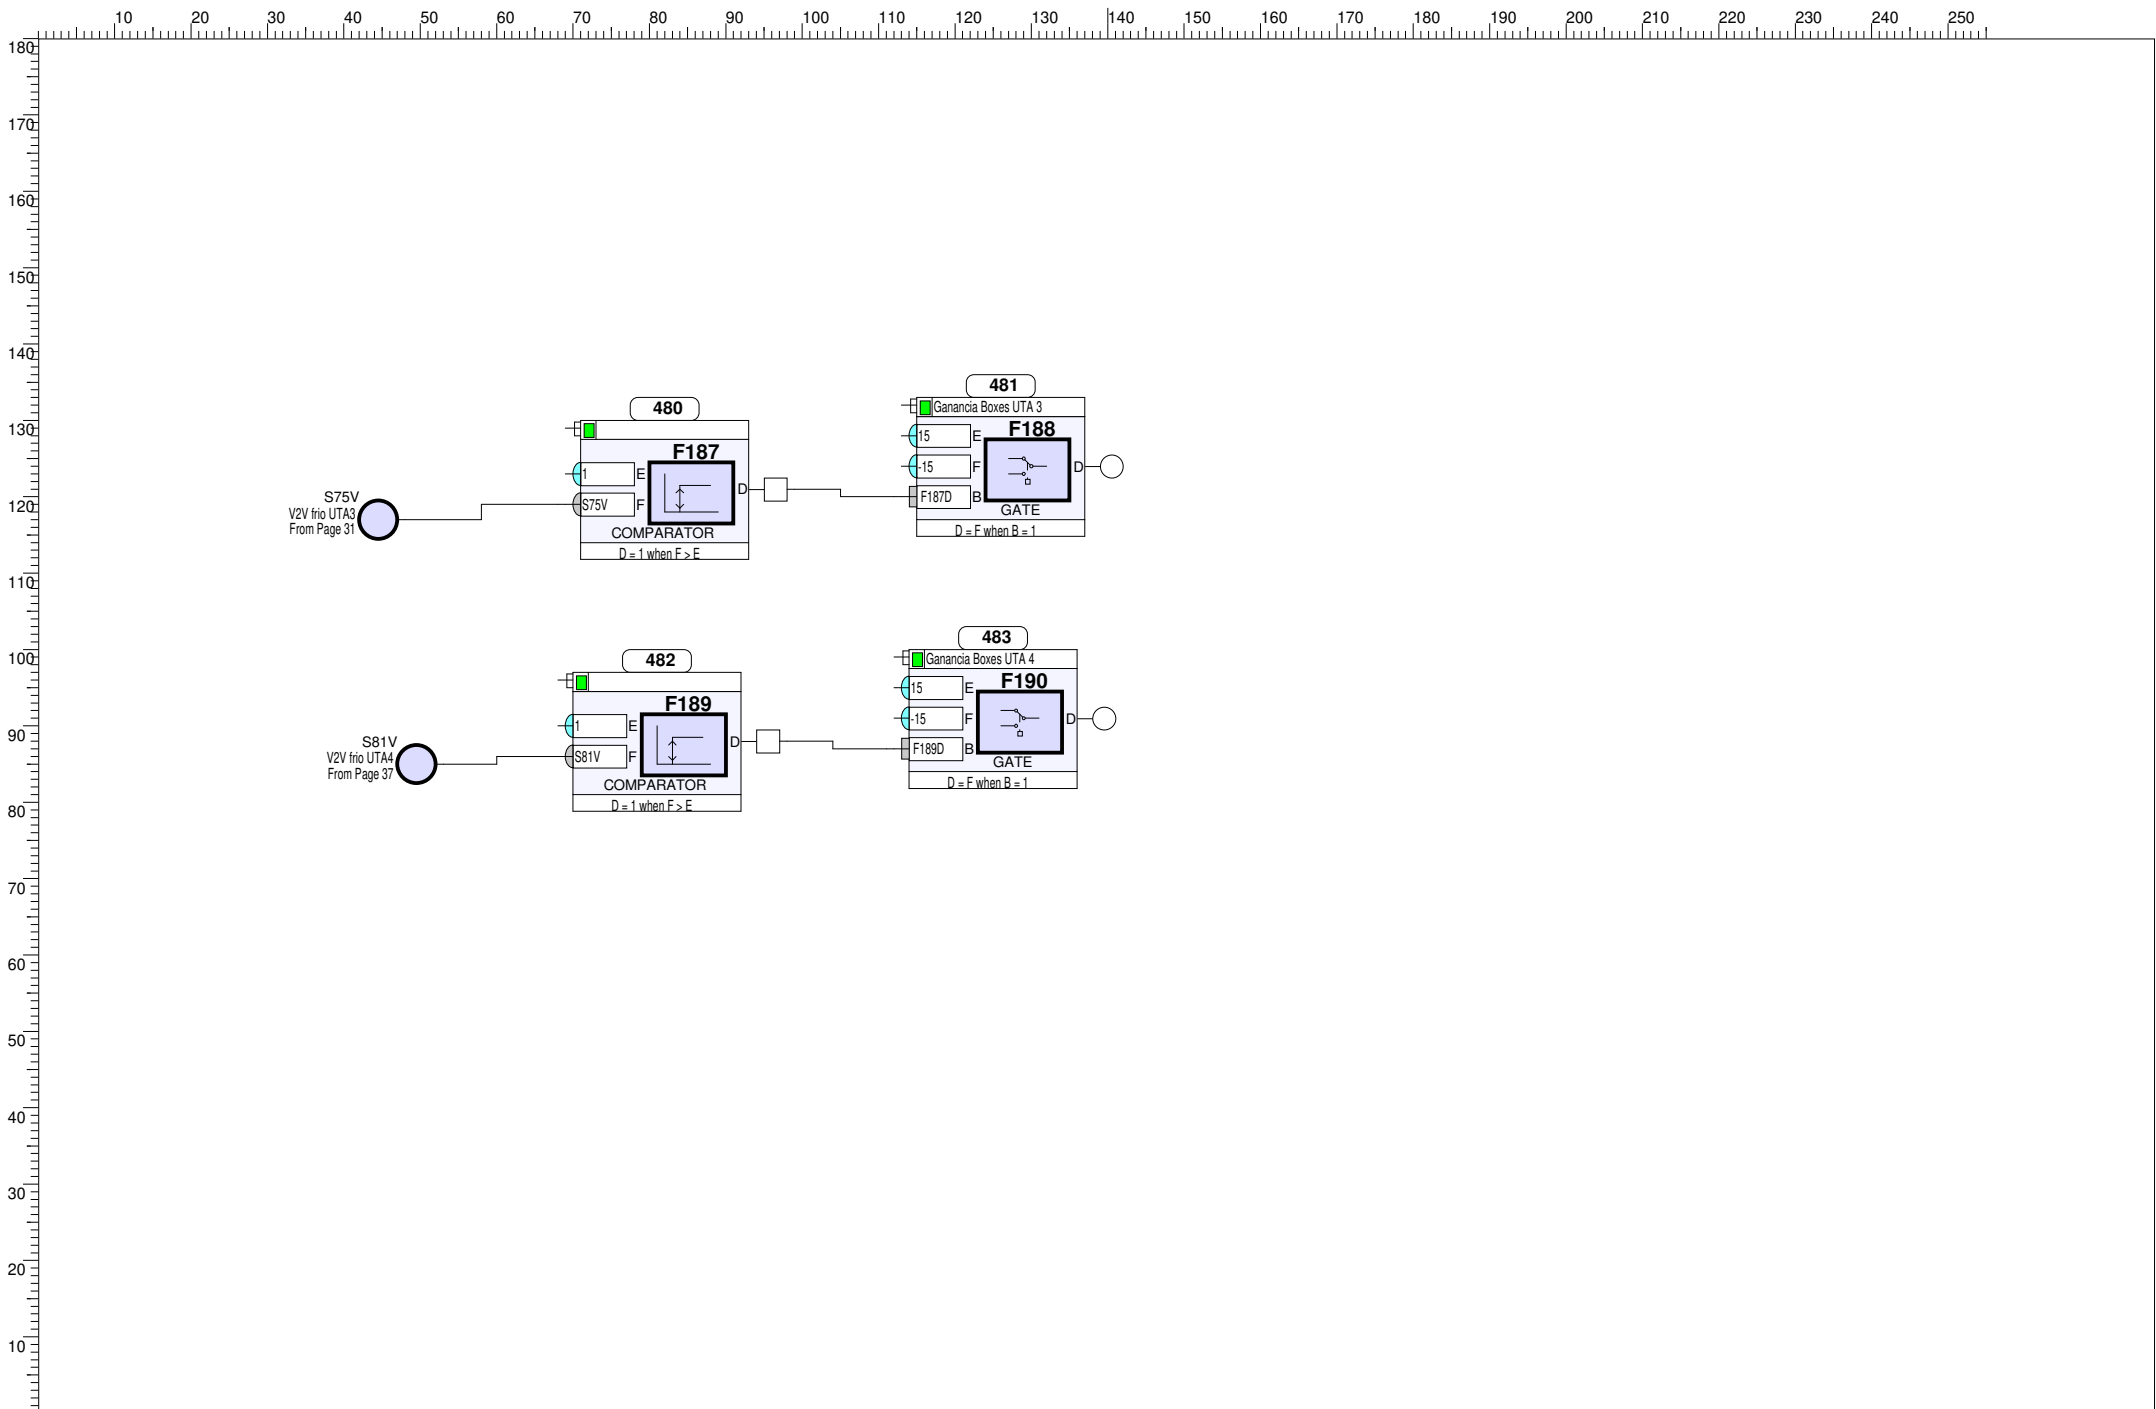 10 20 30 40 50 60 70 80 90 100 110 120 130 140 150 160 170 180 190 200 210 220 230 240 250
180
170
160
150
140
130
120
110
100
90
80
70
60
50
40
30
20
10
480
F187
1 E
S75V F
D
COMPARATOR
D = 1 when F > E
S75V
V2V frio UTA3
From Page 31
481
Ganancia Boxes UTA 3
F188
15 E
-15 F
D
F187D B
GATE
D = F when B = 1
482
F189
1 E
S81V F
D
COMPARATOR
D = 1 when F > E
S81V
V2V frio UTA4
From Page 37
483
Ganancia Boxes UTA 4
F190
15 E
-15 F
D
F189D B
GATE
D = F when B = 1